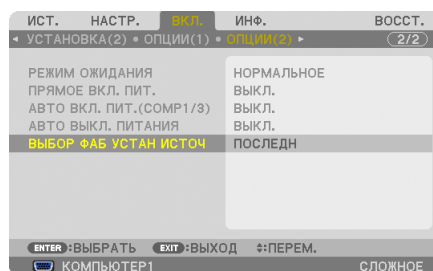 ИСТ. НАСТР. ВКЛ. ИНФ. ВОССТ.
УСТАНОВКА(2) • ОПЦИИ(1) • ОПЦИИ(2) 2/2
РЕЖИМ ОЖИДАНИЯ НОРМАЛЬНОЕ
ПРЯМОЕ ВКЛ. ПИТ. ВЫКЛ.
АВТО ВКЛ. ПИТ.(COMP1/3) ВЫКЛ.
АВТО ВЫКЛ. ПИТАНИЯ ВЫКЛ.
ВЫБОР ФАБ УСТАН ИСТОЧ ПОСЛЕДН
ENTER :ВЫБРАТЬ EXIT :ВЫХОД :ПЕРЕМ.
КОМПЬЮТЕР1 СЛОЖНОЕ